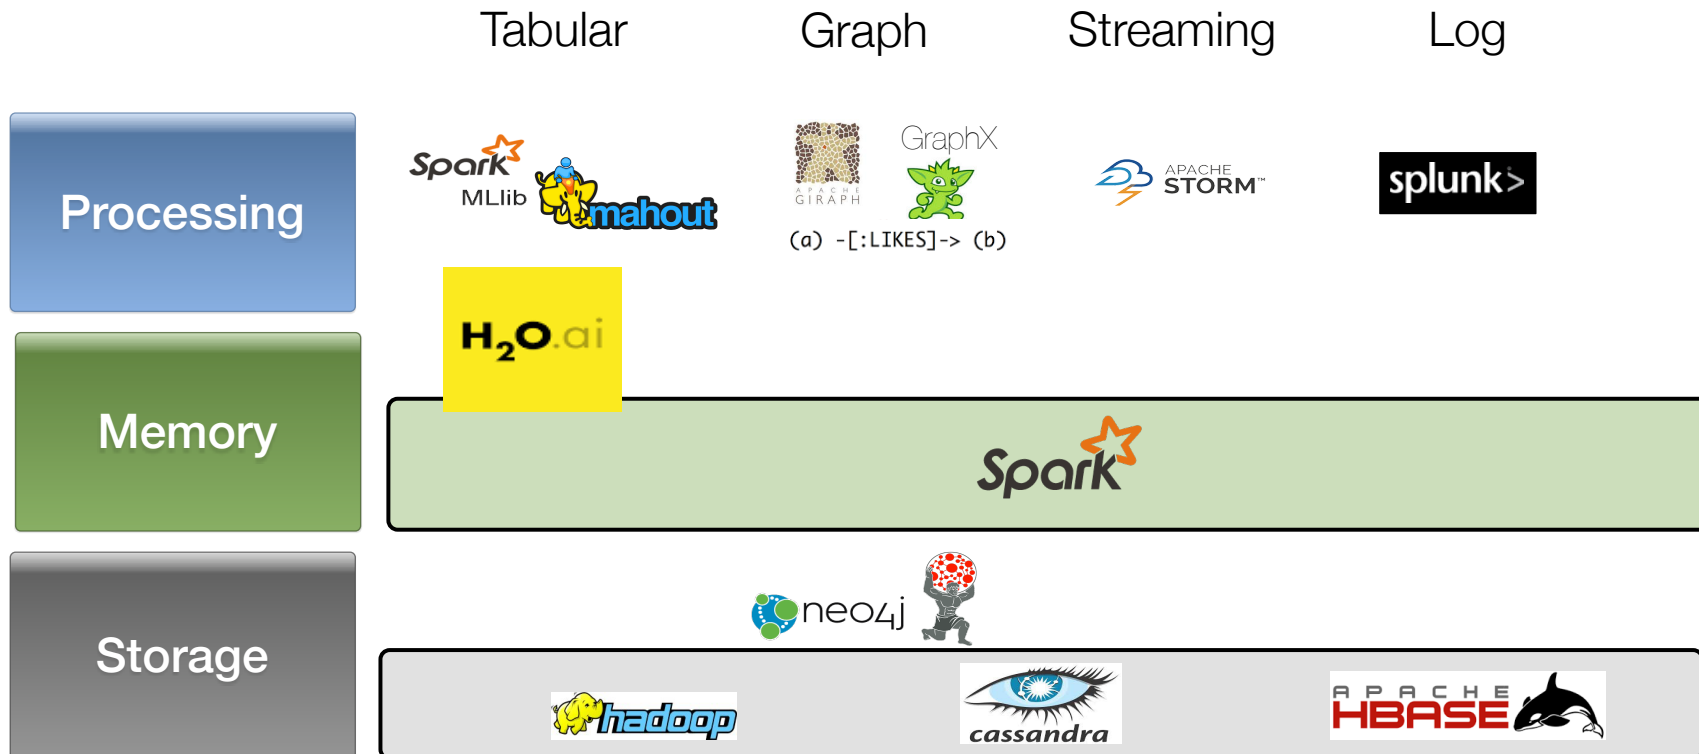 Tabular
Graph
Streaming
Log
Processing
Spark
MLlib
mahout
APACHE
GIRAPH
GraphX
(a) -[:LIKES]-> (b)
APACHE
STORM™
splunk>
H₂O.ai
Memory
Spark
Storage
neo4j
hadoop
cassandra
APACHE
HBASE